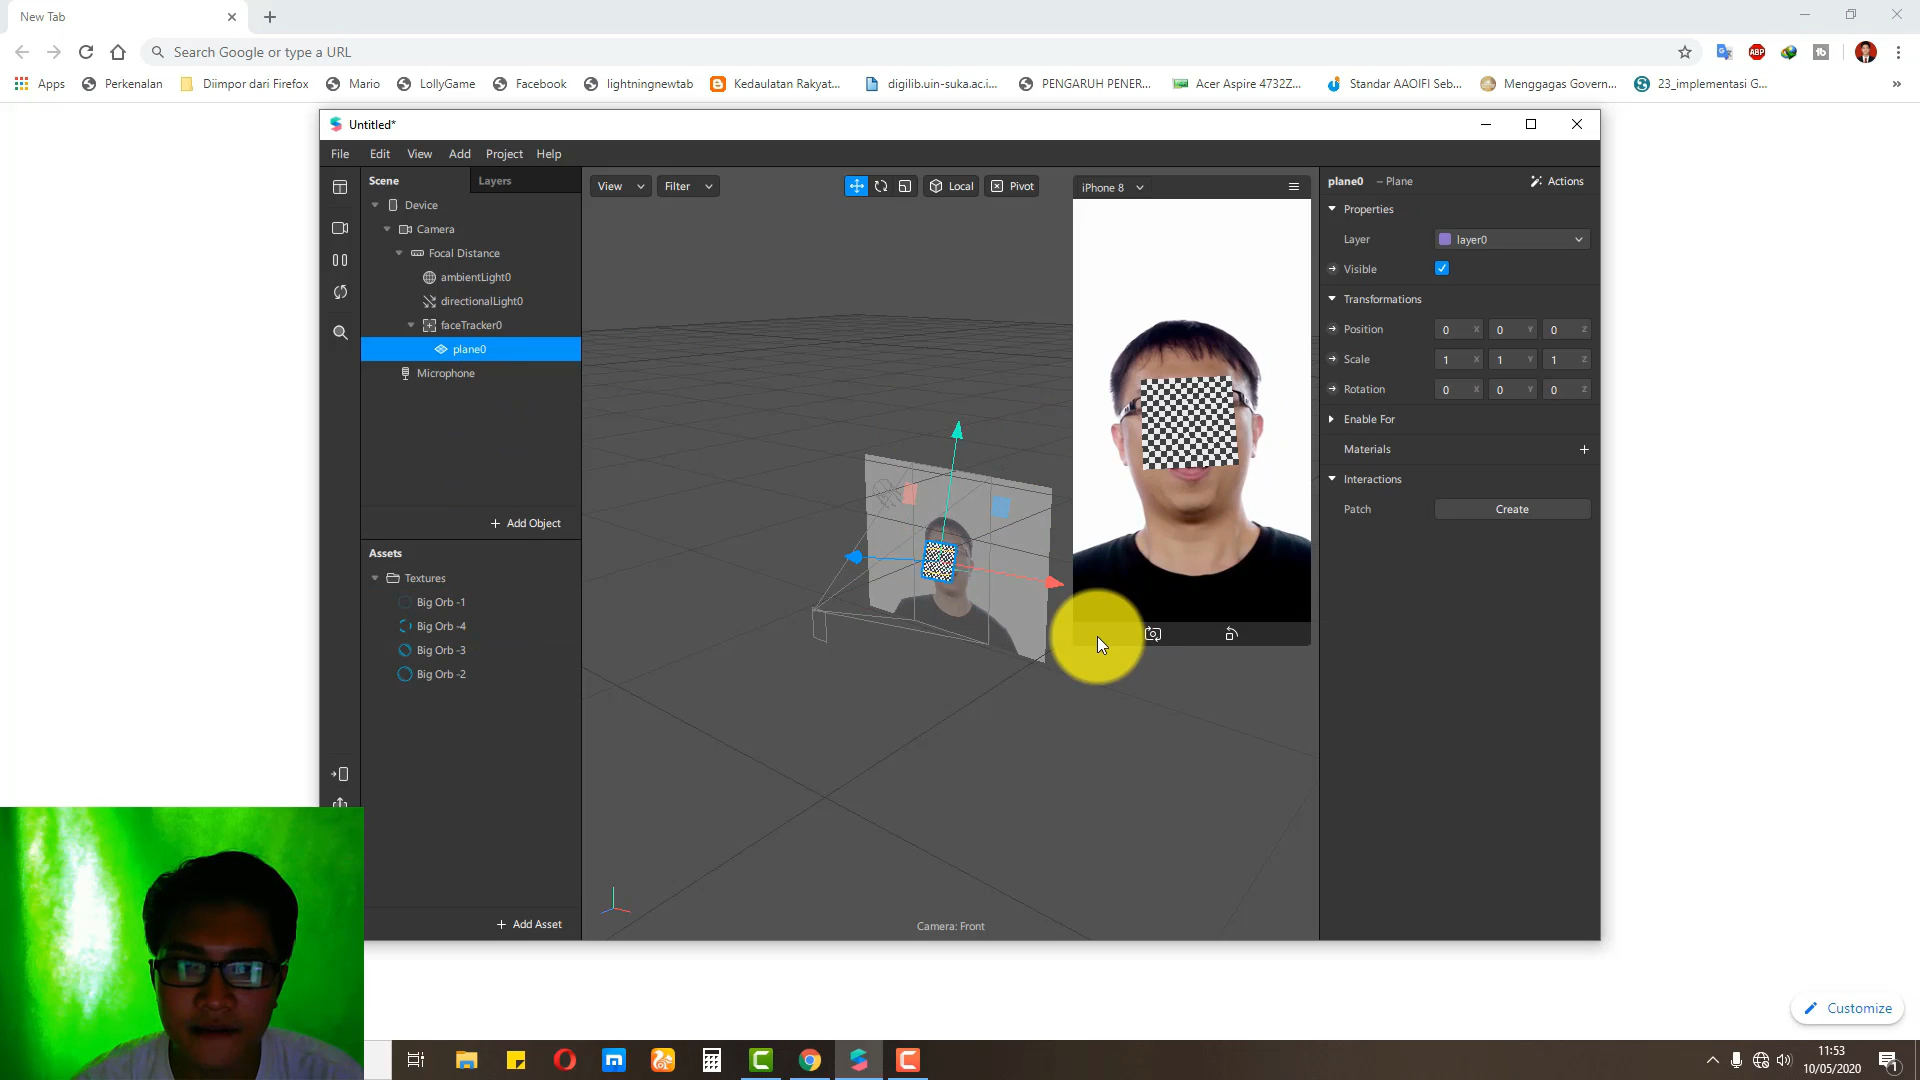 New Tab
Search Google or type a URL
Apps
Perkenalan
Diimpor dari Firefox
Mario
LollyGame
Facebook
lightningnewtab
Kedaulatan Rakyat...
digilib.uin-suka.ac.i...
PENGARUH PENER...
Acer Aspire 4732Z...
Standar AAOIFI Seb...
Menggagas Govern...
23_implementasi G...
ABP
Untitled*
File Edit View Add Project Help
Scene Layers
Device
Camera
Focal Distance
ambientLight0
directionalLight0
faceTracker0
plane0
Microphone
+ Add Object
Assets
Textures
Big Orb -1
Big Orb -4
Big Orb -3
Big Orb -2
+ Add Asset
View
Filter
Local
Pivot
iPhone 8
Camera: Front
plane0 – Plane
Actions
Properties
Layer layer0
Visible
Transformations
Position 0 X 0 Y 0 Z
Scale 1 X 1 Y 1 Z
Rotation 0 X 0 Y 0 Z
Enable For
Materials +
Interactions
Patch Create
Customize
11:53
10/05/2020
1